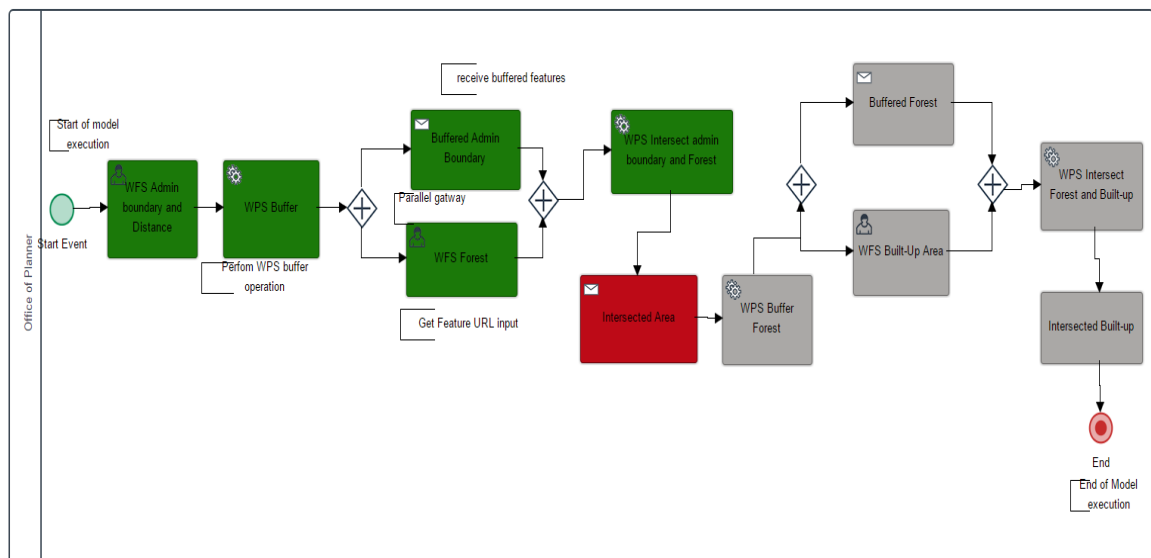 Office of Planner
Start of model
execution
Start Event
WFS Admin
boundary and
Distance
WPS Buffer
Perfom WPS buffer
operation
receive buffered features
Buffered Admin
Boundary
Parallel gatway
WFS Forest
Get Feature URL input
WPS Intersect admin
boundary and Forest
Intersected Area
WPS Buffer
Forest
Buffered Forest
WFS Built-Up Area
WPS Intersect
Forest and Built-up
Intersected Built-up
End
End of Model
execution